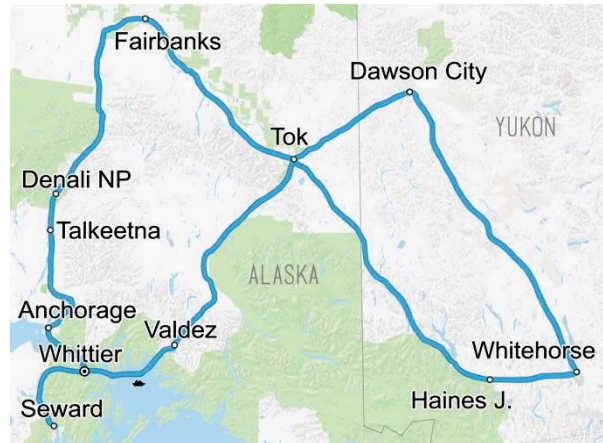 Fairbanks
Dawson City
YUKON
Tok
Denali NP
Talkeetna
ALASKA
Anchorage
Valdez
Whittier
Whitehorse
Haines J.
Seward